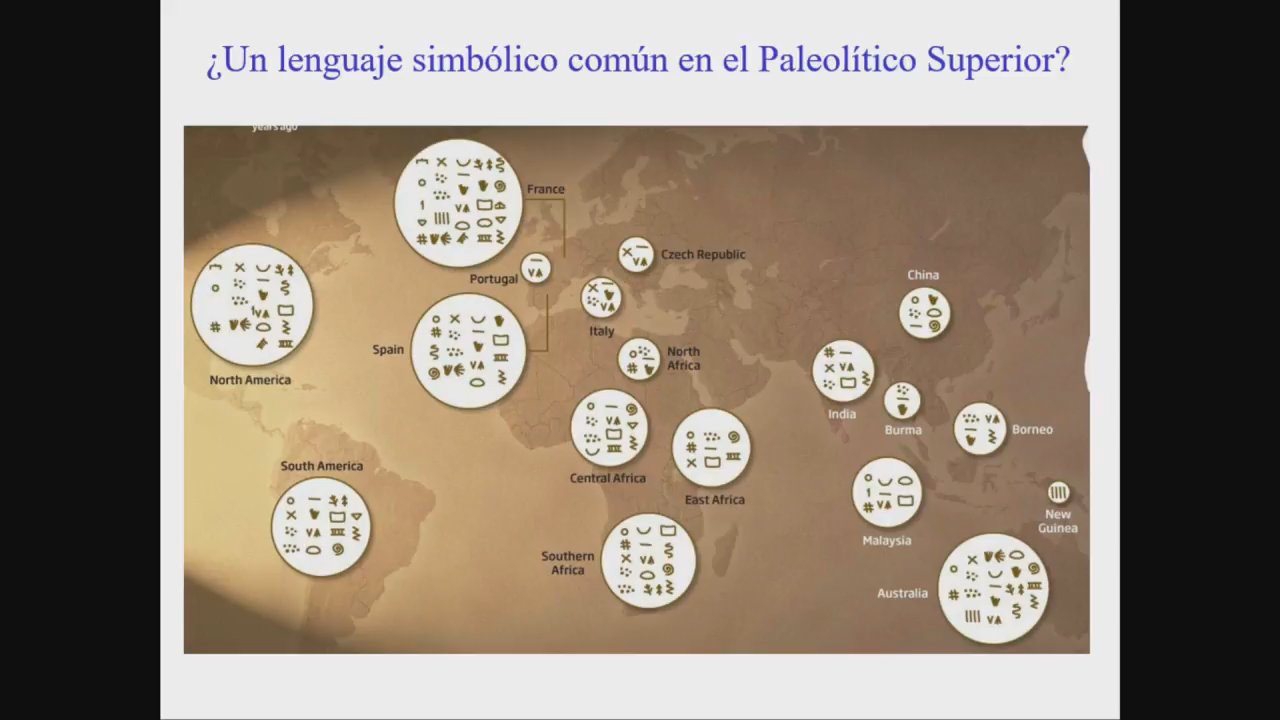 ¿Un lenguaje simbólico común en el Paleolítico Superior?
years ago
France
Portugal
Czech Republic
Italy
Spain
North
Africa
North America
China
India
Burma
Borneo
Central Africa
East Africa
South America
Southern
Africa
Malaysia
New
Guinea
Australia